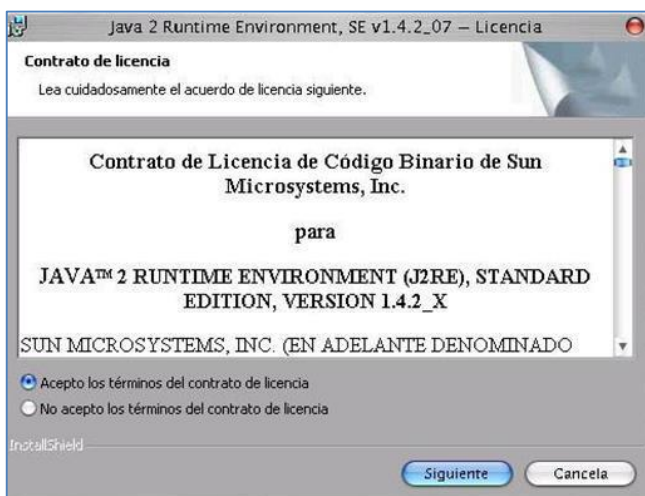 Java 2 Runtime Environment, SE v1.4.2_07 – Licencia
Contrato de licencia
Lea cuidadosamente el acuerdo de licencia siguiente.
Contrato de Licencia de Código Binario de Sun
Microsystems, Inc.
para
JAVA™ 2 RUNTIME ENVIRONMENT (J2RE), STANDARD
EDITION, VERSION 1.4.2_X
SUN MICROSYSTEMS, INC. (EN ADELANTE DENOMINADO
Acepto los términos del contrato de licencia
No acepto los términos del contrato de licencia
InstallShield
Siguiente
Cancela